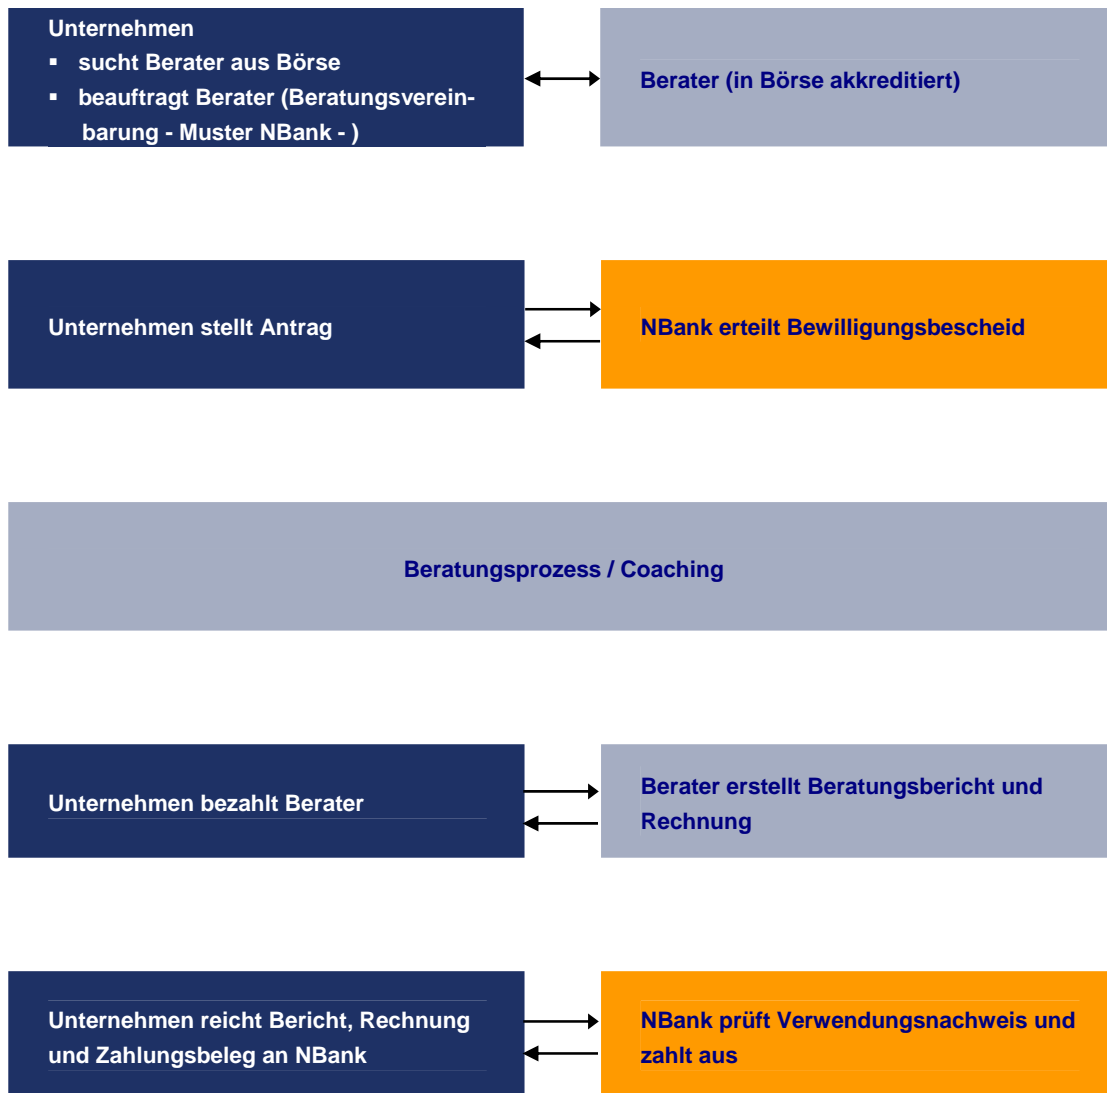 Unternehmen
▪ sucht Berater aus Börse
▪ beauftragt Berater (Beratungsverein-
barung - Muster NBank - )
Berater (in Börse akkreditiert)
Unternehmen stellt Antrag
NBank erteilt Bewilligungsbescheid
Beratungsprozess / Coaching
Unternehmen bezahlt Berater
Berater erstellt Beratungsbericht und
Rechnung
Unternehmen reicht Bericht, Rechnung
und Zahlungsbeleg an NBank
NBank prüft Verwendungsnachweis und
zahlt aus